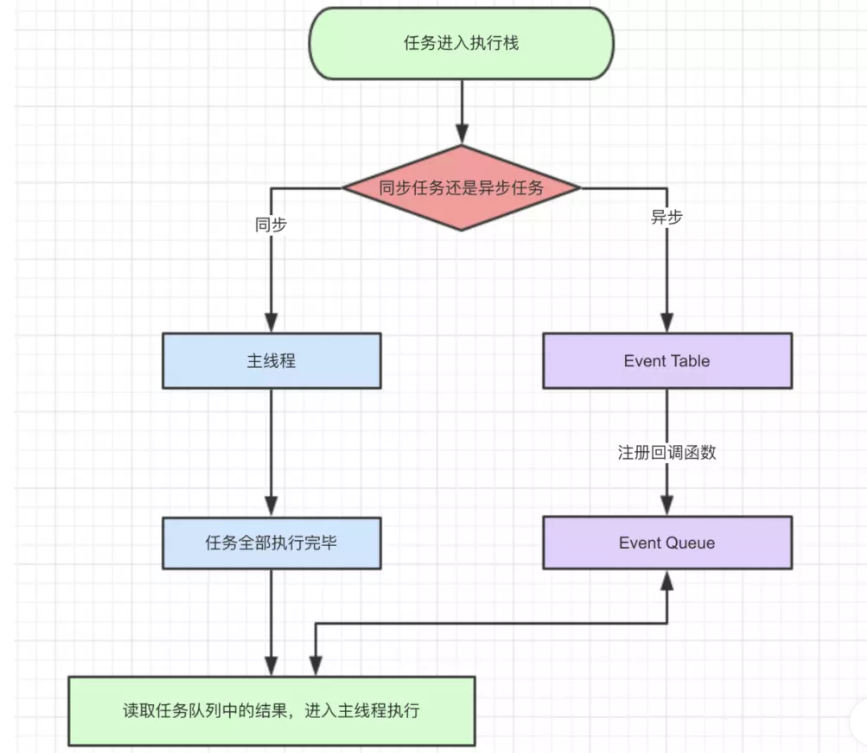 任务进入执行栈
同步任务还是异步任务
同步
异步
主线程
Event Table
注册回调函数
任务全部执行完毕
Event Queue
读取任务队列中的结果，进入主线程执行